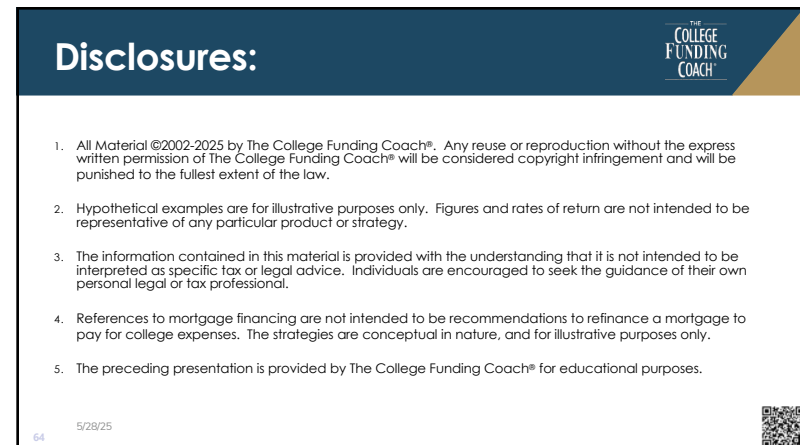 Disclosures:
THE
COLLEGE
FUNDING
COACH®
1. All Material ©2002-2025 by The College Funding Coach®.  Any reuse or reproduction without the express
written permission of The College Funding Coach® will be considered copyright infringement and will be
punished to the fullest extent of the law.
2. Hypothetical examples are for illustrative purposes only.  Figures and rates of return are not intended to be
representative of any particular product or strategy.
3. The information contained in this material is provided with the understanding that it is not intended to be
interpreted as specific tax or legal advice.  Individuals are encouraged to seek the guidance of their own
personal legal or tax professional.
4. References to mortgage financing are not intended to be recommendations to refinance a mortgage to
pay for college expenses.  The strategies are conceptual in nature, and for illustrative purposes only.
5. The preceding presentation is provided by The College Funding Coach® for educational purposes.
5/28/25
64